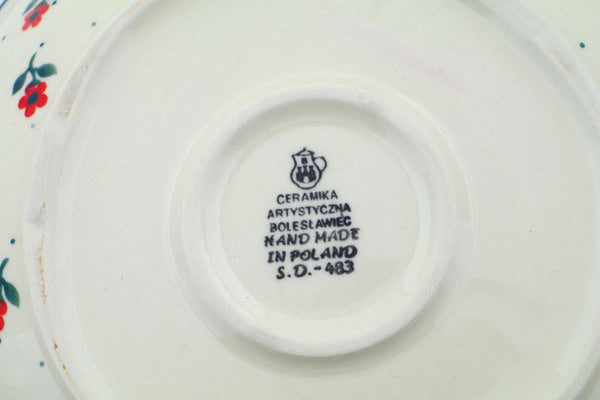 B
CERAMIKA
ARTYSTYCZNA
BOLESŁAWIEC
HAND MADE
IN POLAND
S.D.-483